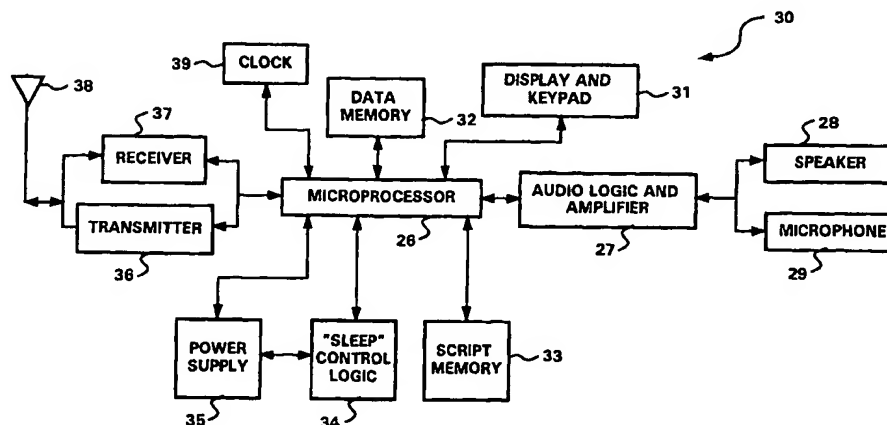 30
39
CLOCK
38
DISPLAY AND
KEYPAD
31
DATA
MEMORY
32
37
RECEIVER
28
SPEAKER
MICROPROCESSOR
26
AUDIO LOGIC AND
AMPLIFIER
27
TRANSMITTER
36
MICROPHONE
29
POWER
SUPPLY
35
"SLEEP"
CONTROL
LOGIC
34
SCRIPT
MEMORY
33